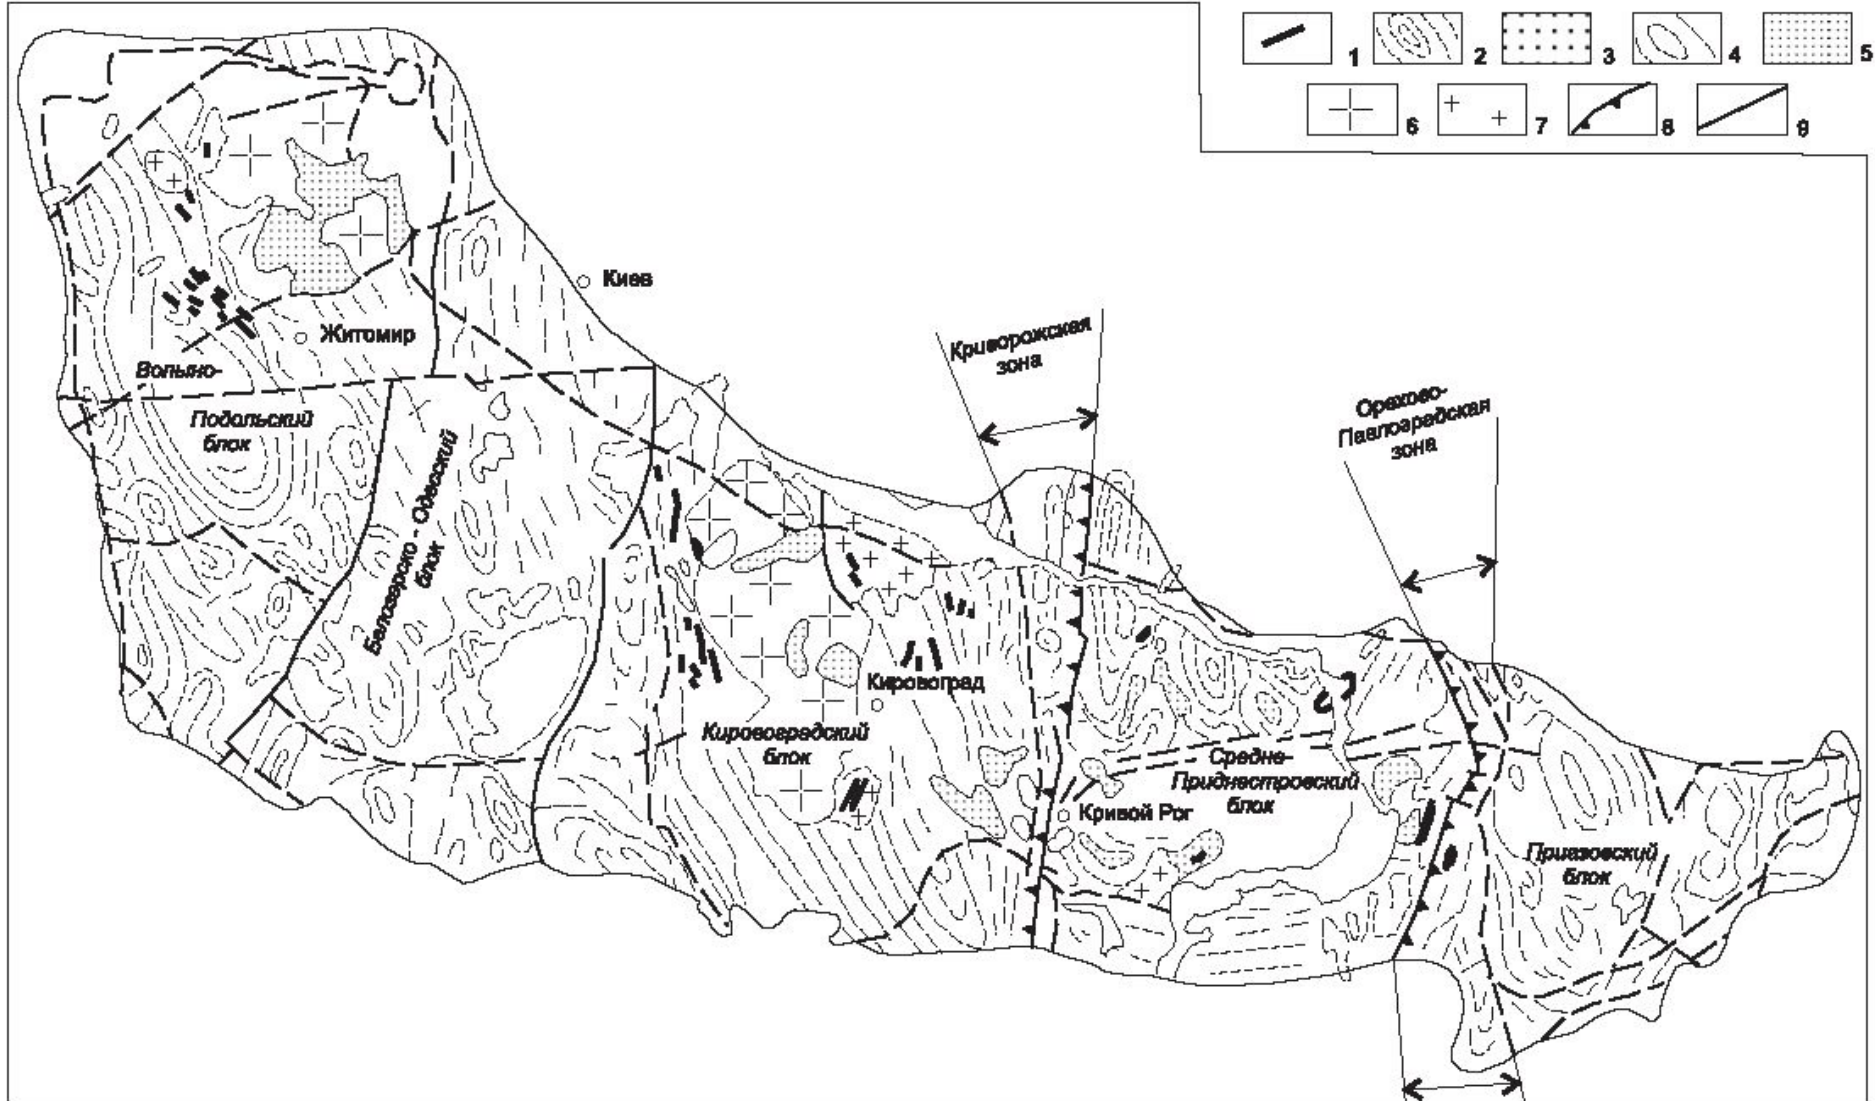 1 2 3 4 5
6 7 8 9
Киев
Житомир
Волыно-
Подольский
блок
Белозерско - Одесский
блок
Криворожская
зона
Орехово-
Павлоградская
зона
Кировоград
Кировоградский
блок
Средне-
Приднестровский
блок
Кривой Рог
Приазовский
блок